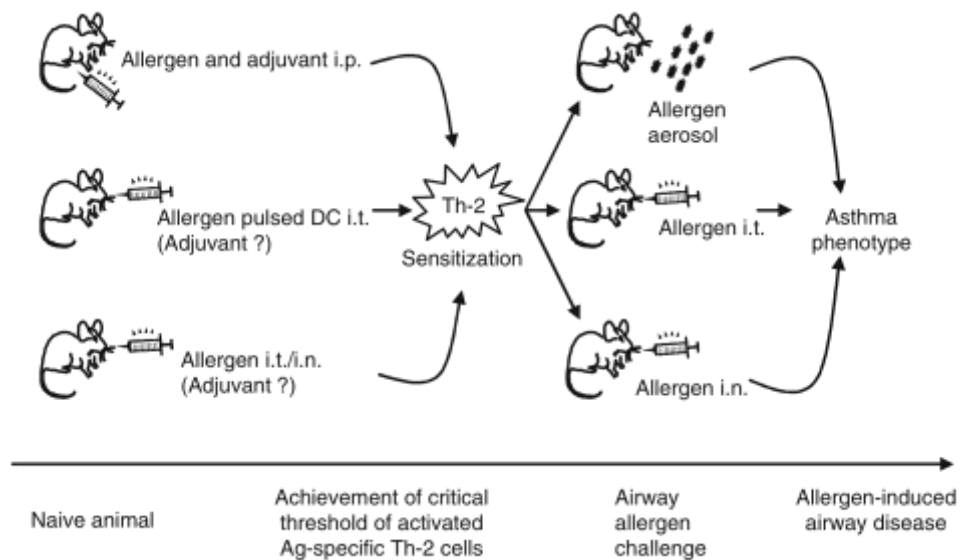 Allergen and adjuvant i.p.
Allergen pulsed DC i.t.
(Adjuvant ?)
Allergen i.t./i.n.
(Adjuvant ?)
Th-2
Sensitization
Allergen
aerosol
Allergen i.t.
Allergen i.n.
Asthma
phenotype
Naive animal
Achievement of critical
threshold of activated
Ag-specific Th-2 cells
Airway
allergen
challenge
Allergen-induced
airway disease